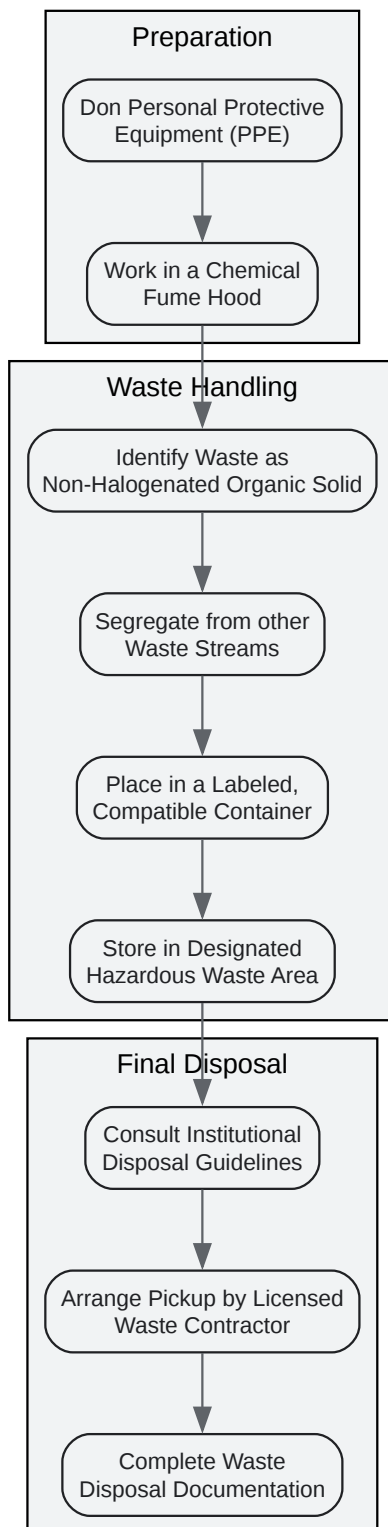 Preparation
Don Personal Protective
Equipment (PPE)
Work in a Chemical
Fume Hood
Waste Handling
Identify Waste as
Non-Halogenated Organic Solid
Segregate from other
Waste Streams
Place in a Labeled,
Compatible Container
Store in Designated
Hazardous Waste Area
Final Disposal
Consult Institutional
Disposal Guidelines
Arrange Pickup by Licensed
Waste Contractor
Complete Waste
Disposal Documentation